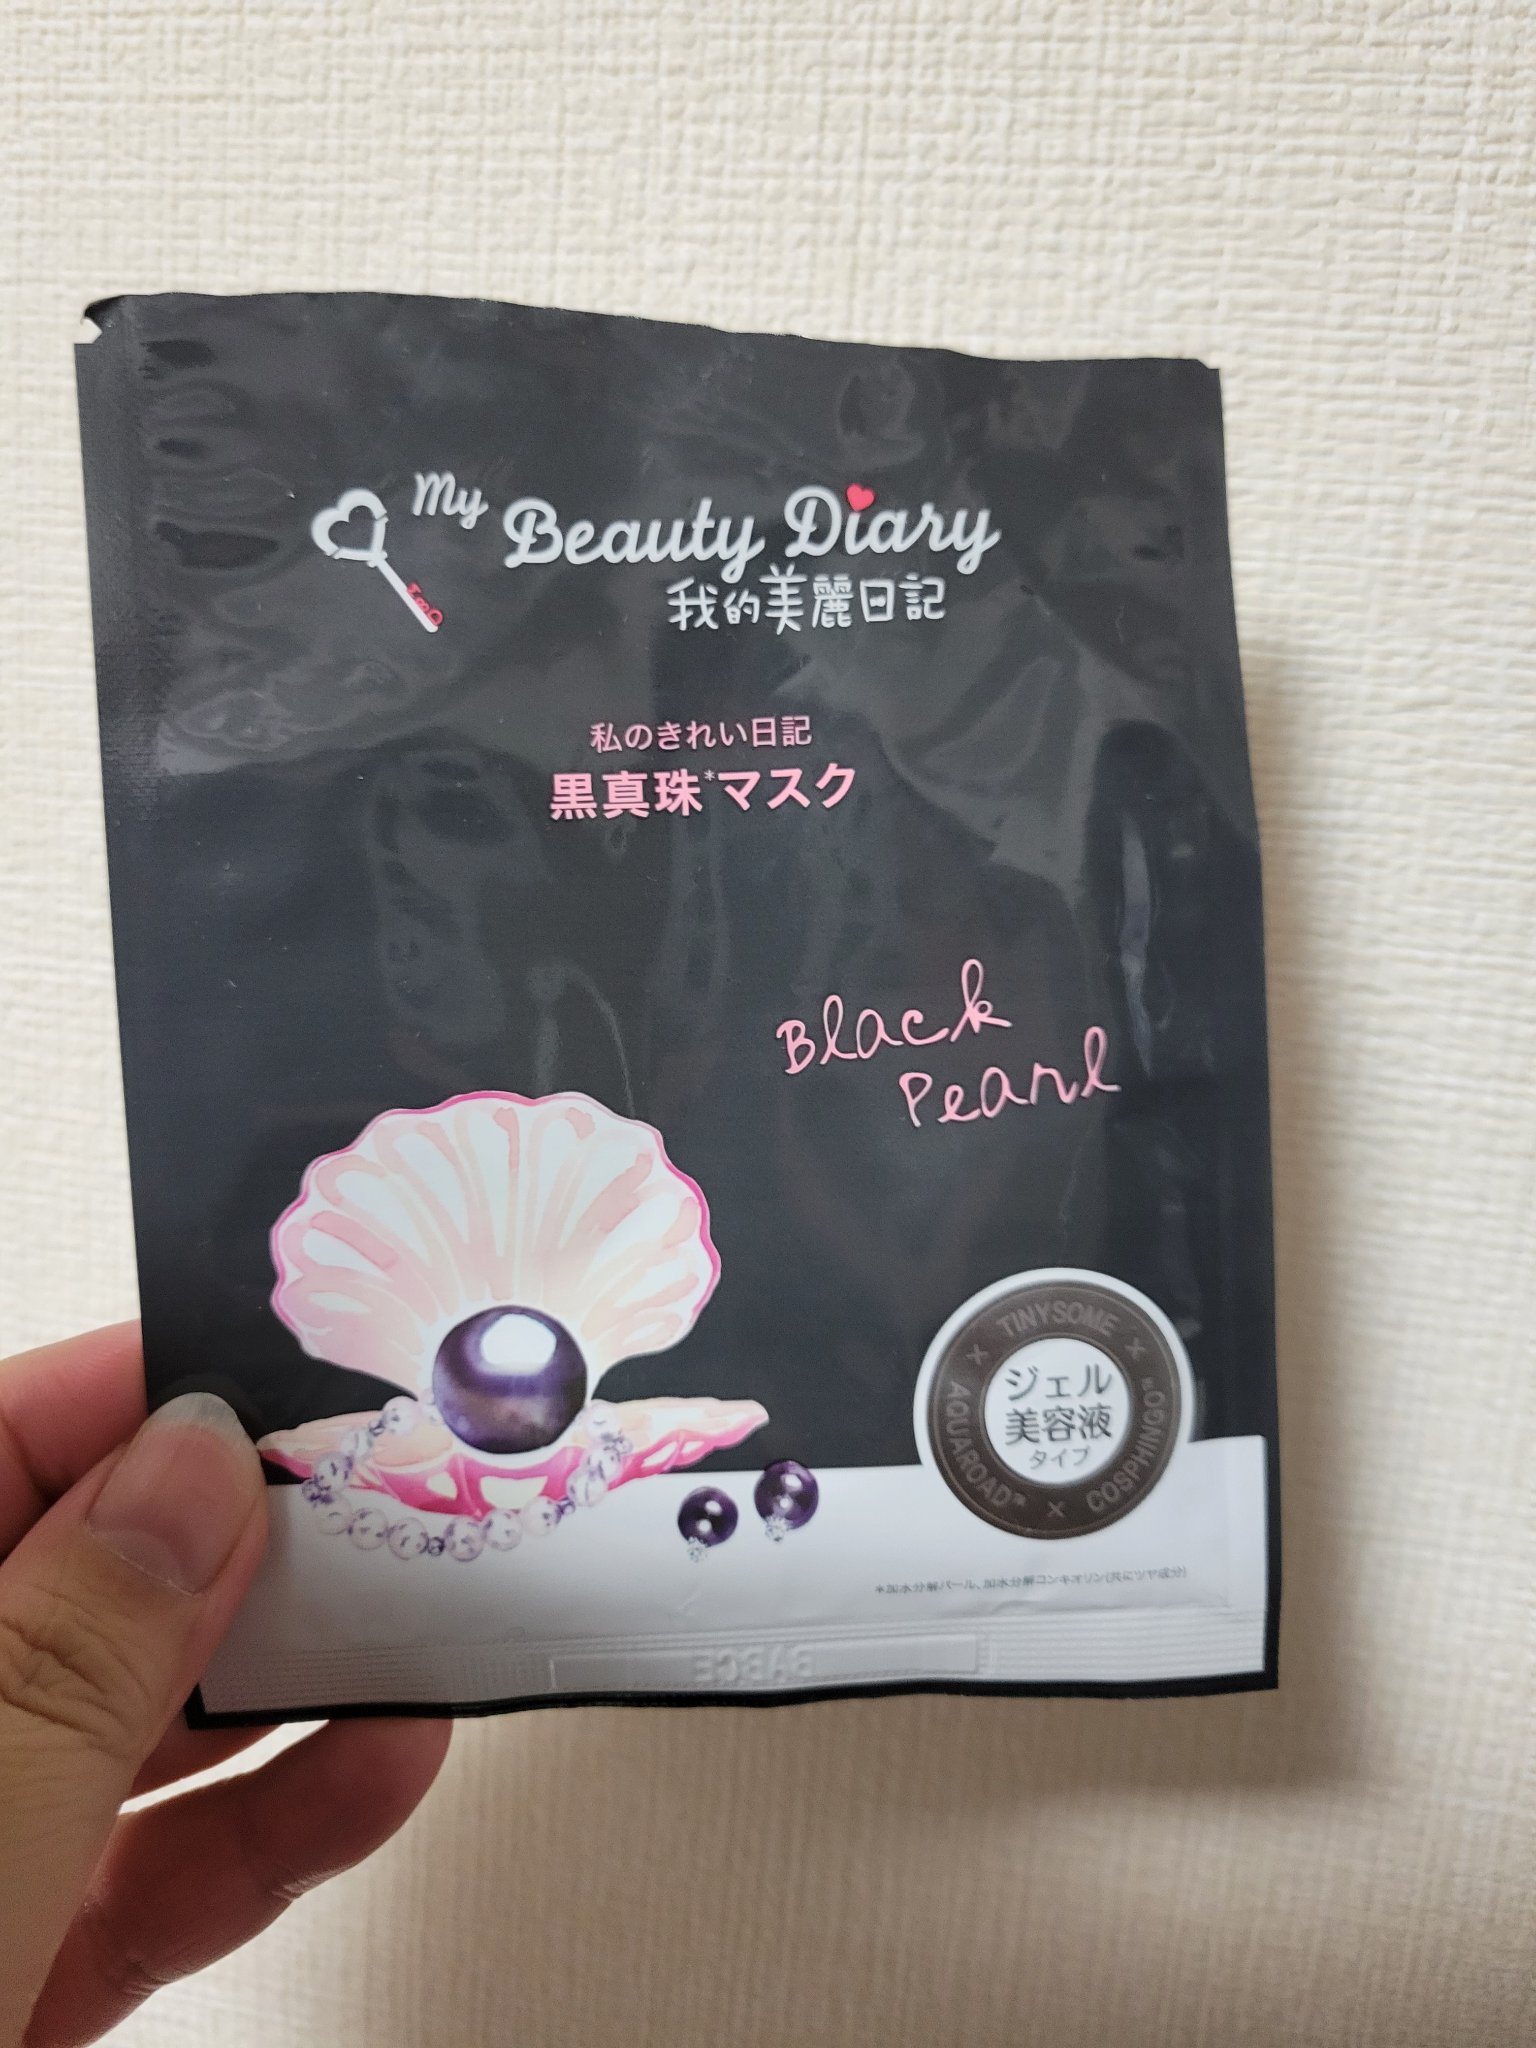 My Beauty Diary
我的美麗日記
私のきれい日記
黒真珠*マスク
Black
Pearl
TINYSOME × COSPHINGO® × AQUAROAD™ ×
ジェル
美容液
タイプ
*加水分解パール、加水分解コンキオリン(共にツヤ成分)